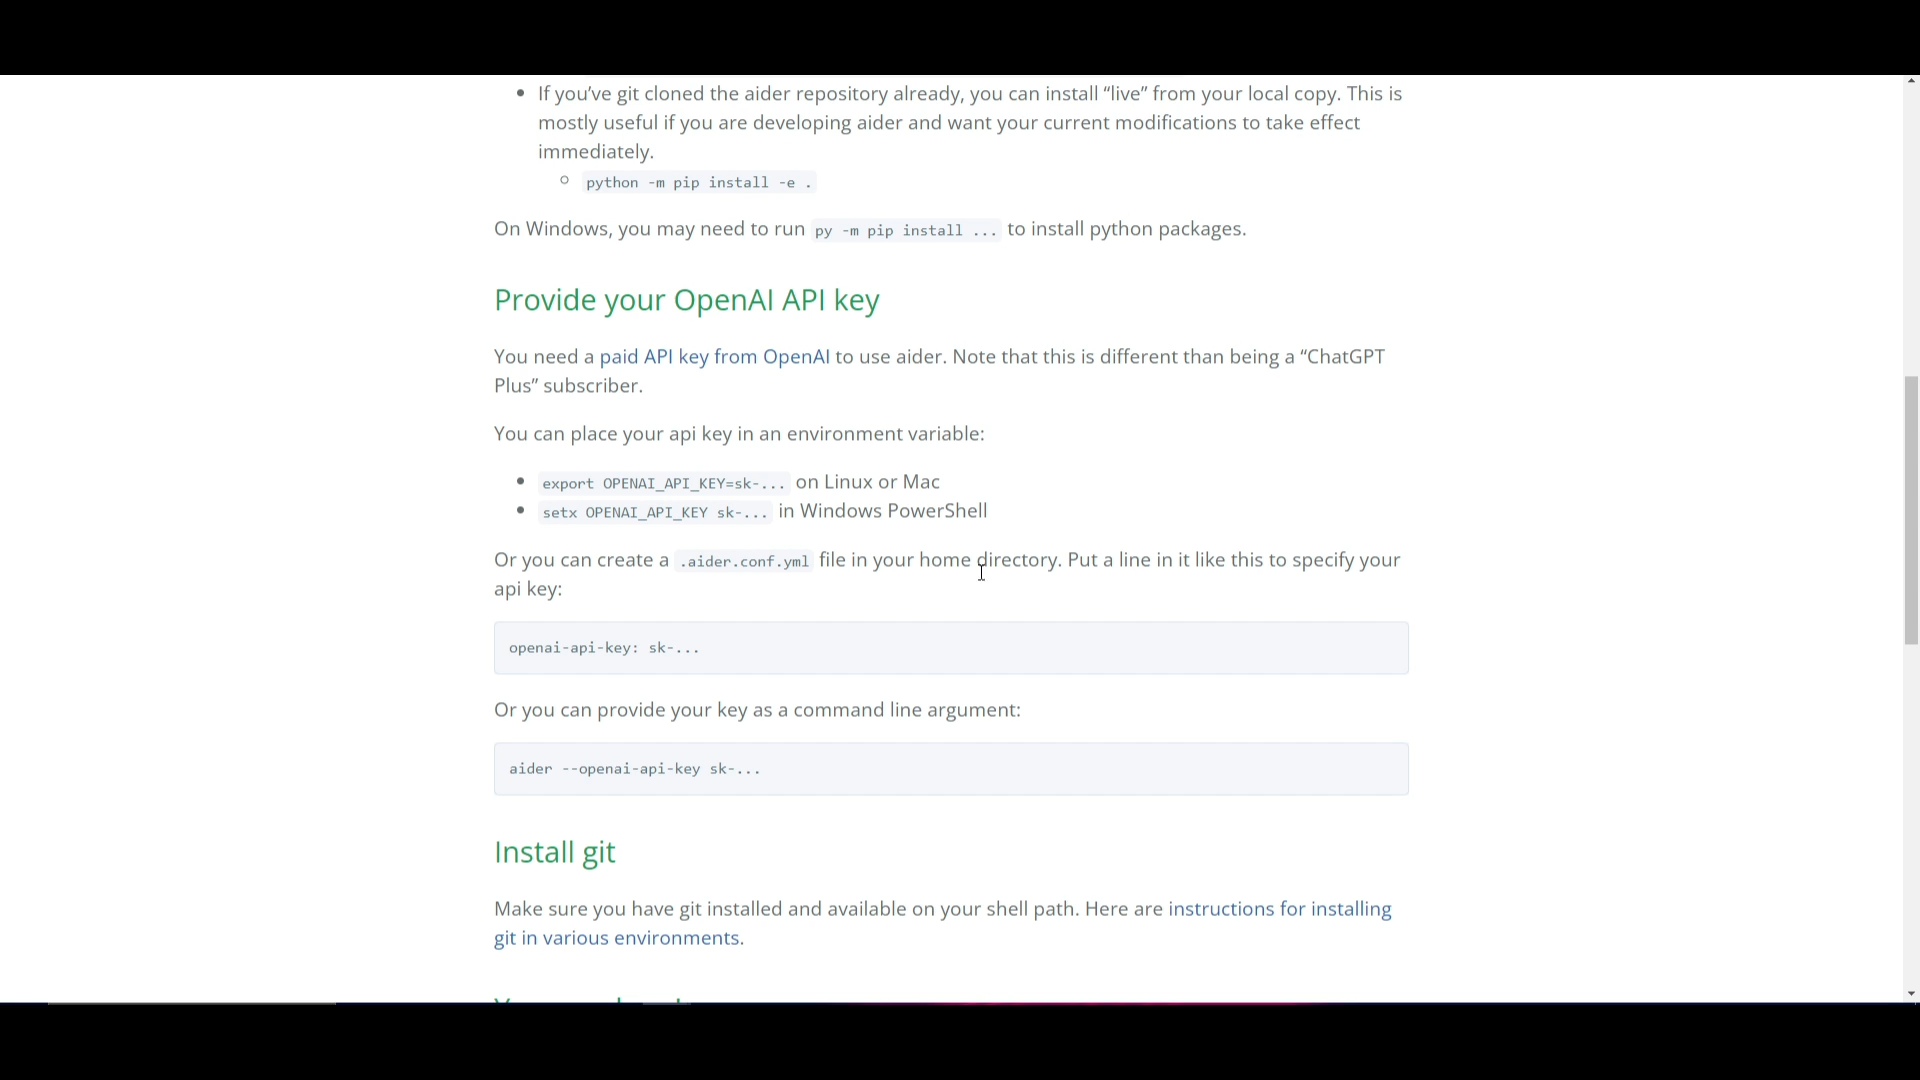 If you’ve git cloned the aider repository already, you can install “live” from your local copy. This is
mostly useful if you are developing aider and want your current modifications to take effect
immediately.
python -m pip install -e .
On Windows, you may need to run py -m pip install ... to install python packages.
Provide your OpenAI API key
You need a paid API key from OpenAI to use aider. Note that this is different than being a “ChatGPT
Plus” subscriber.
You can place your api key in an environment variable:
export OPENAI_API_KEY=sk-... on Linux or Mac
setx OPENAI_API_KEY sk-... in Windows PowerShell
Or you can create a .aider.conf.yml file in your home directory. Put a line in it like this to specify your
api key:
openai-api-key: sk-...
Or you can provide your key as a command line argument:
aider --openai-api-key sk-...
Install git
Make sure you have git installed and available on your shell path. Here are instructions for installing
git in various environments.